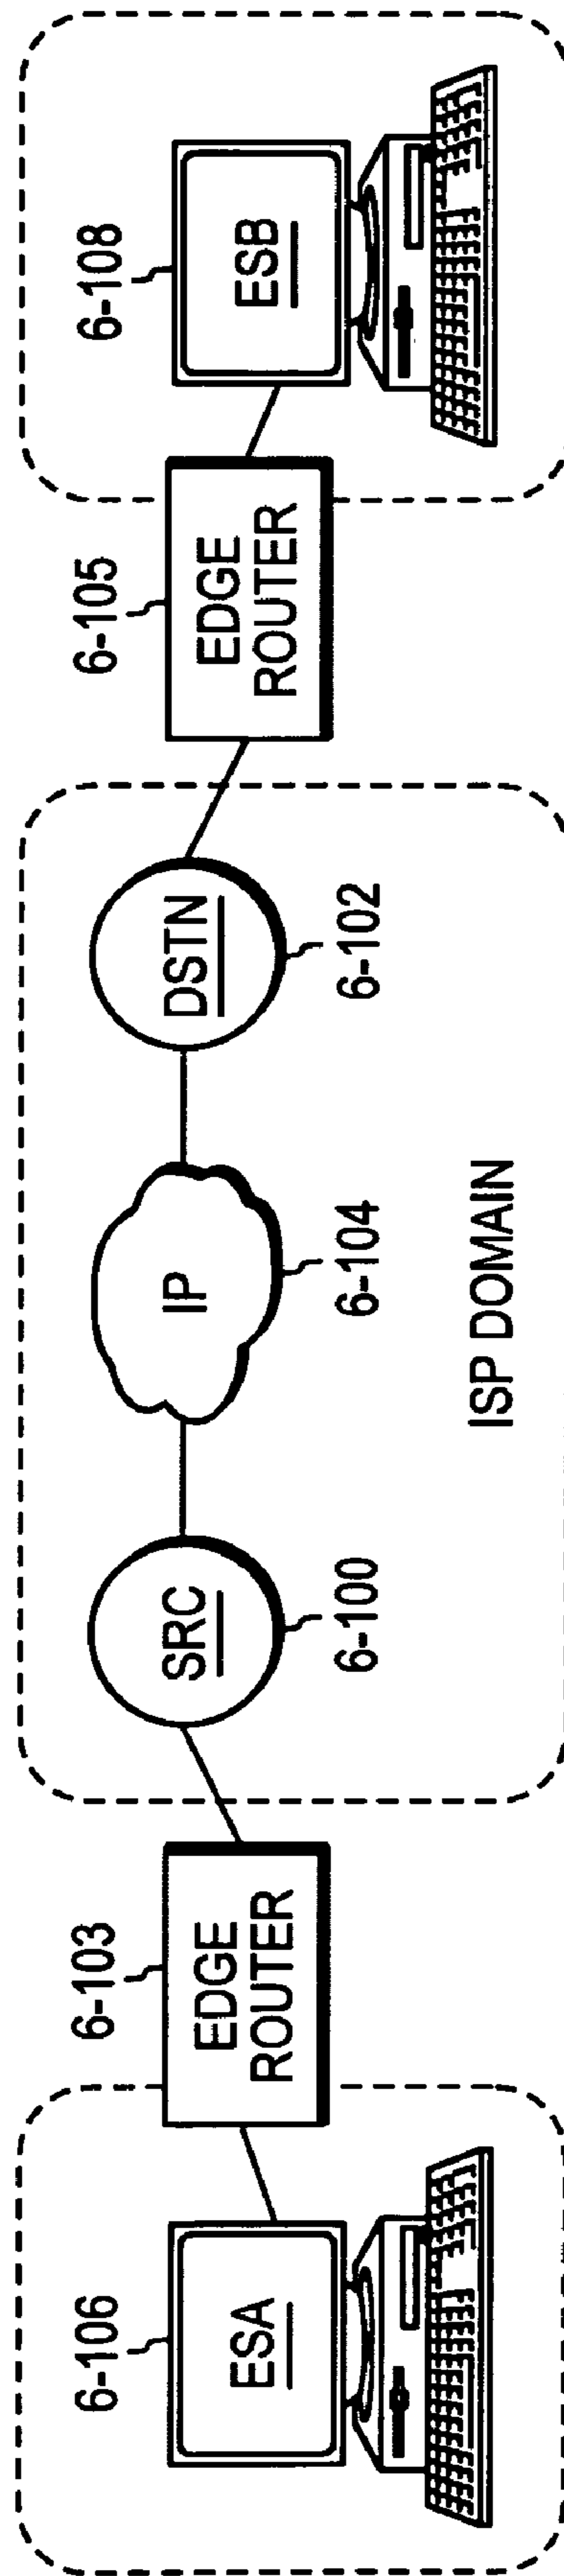 6-106
ESA
6-103
EDGE
ROUTER
SRC
6-100
IP
6-104
DSTN
6-102
ISP DOMAIN
6-105
EDGE
ROUTER
6-108
ESB